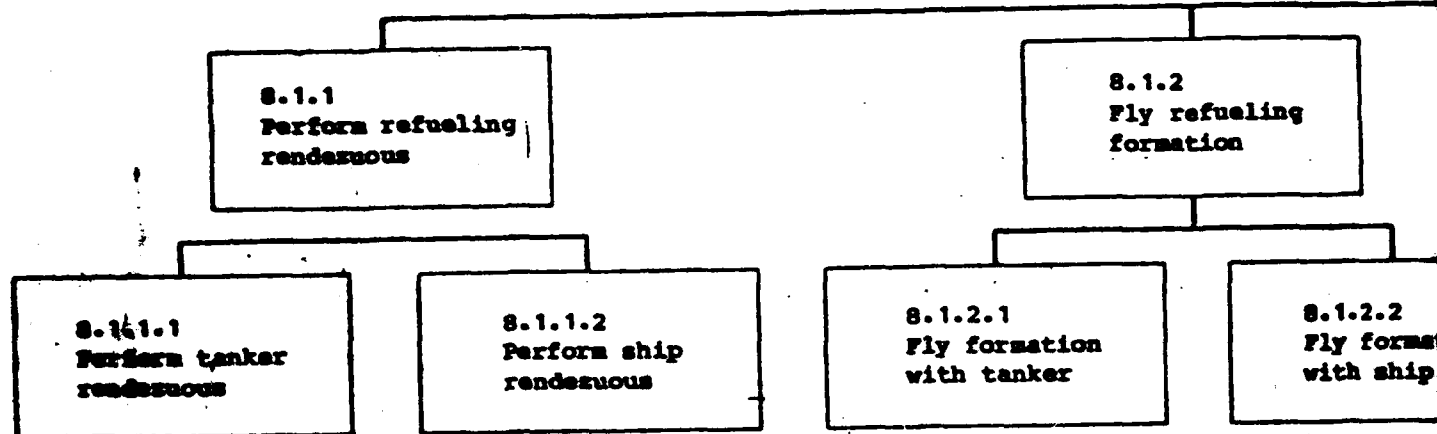 8.1.1
Perform refueling
rendezuous
8.1.2
Fly refueling
formation
8.1.1.1
Perform tanker
rendezuous
8.1.1.2
Perform ship
rendezuous
8.1.2.1
Fly formation
with tanker
8.1.2.2
Fly format
with ship